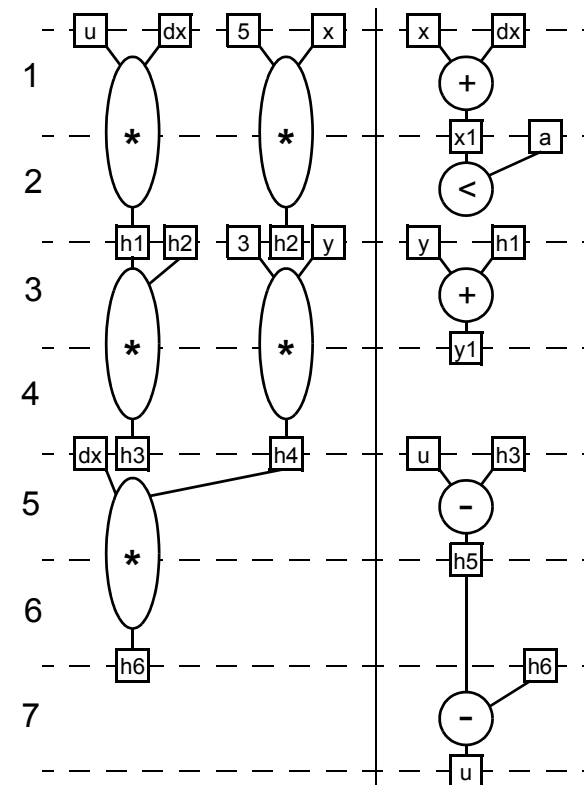 u dx 5 x x dx
1 +
* * x1 a
2 <
h1 h2 3 h2 y y h1
3 +
* * y1
4
dx h3 h4 u h3
5 -
* h5
6
h6 h6
7 -
u